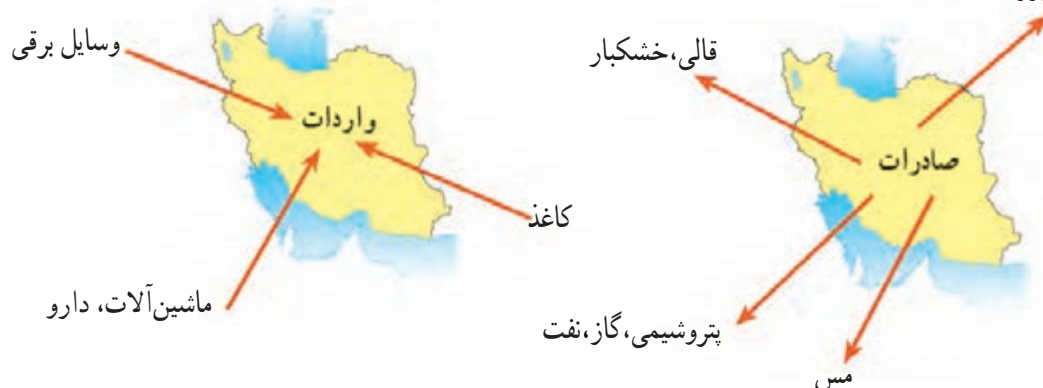 قالی،خشکبار
صادرات
پتروشیمی،گاز،نفت
مس
وسایل برقی
واردات
کاغذ
ماشین‌آلات، دارو